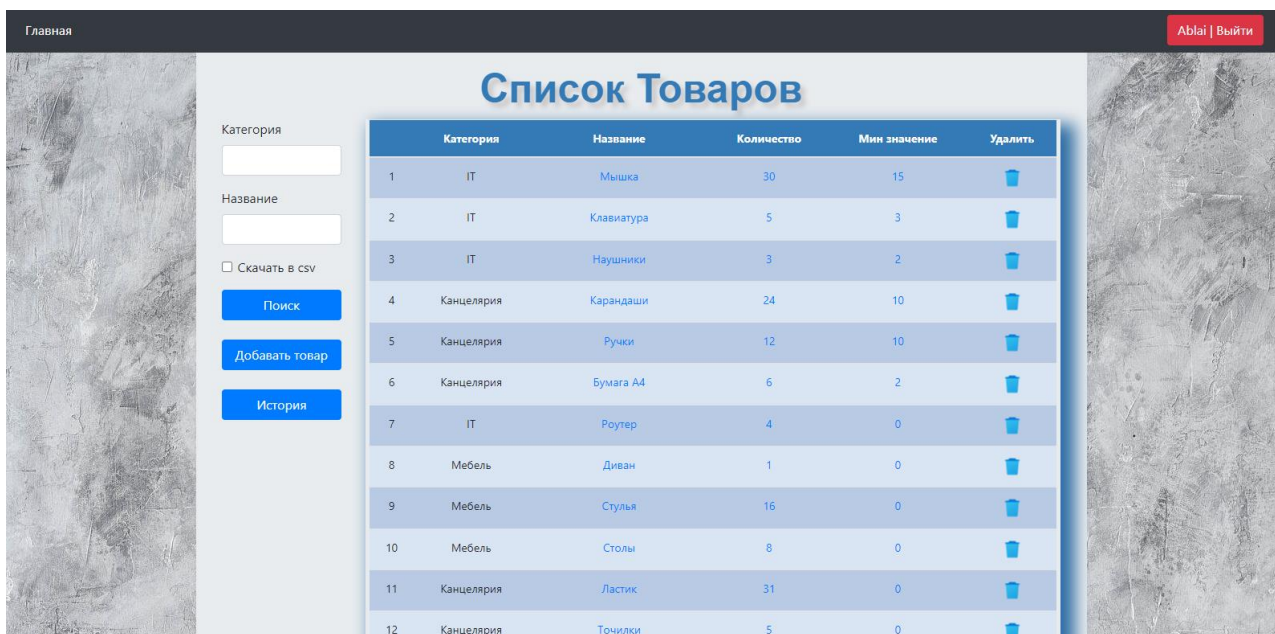 Главная
Ablai | Выйти
Список Товаров
Категория
Название
Скачать в csv
Поиск
Добавать товар
История
Категория Название Количество Мин значение Удалить
1 IT Мышка 30 15
2 IT Клавиатура 5 3
3 IT Наушники 3 2
4 Канцелярия Карандаши 24 10
5 Канцелярия Ручки 12 10
6 Канцелярия Бумага А4 6 2
7 IT Роутер 4 0
8 Мебель Диван 1 0
9 Мебель Стулья 16 0
10 Мебель Столы 8 0
11 Канцелярия Ластик 31 0
12 Канцелярия Точилки 5 0